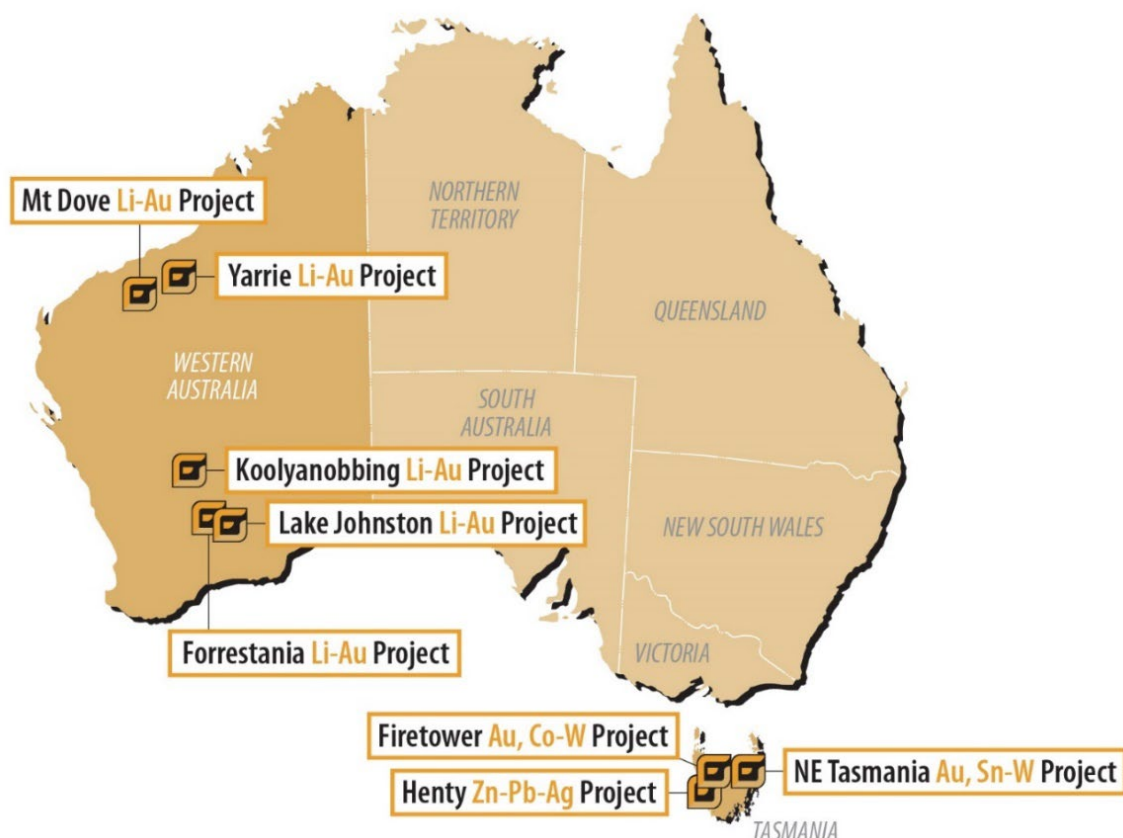 Mt Dove Li-Au Project
NORTHERN
TERRITORY
Yarrie Li-Au Project
QUEENSLAND
WESTERN
AUSTRALIA
SOUTH
AUSTRALIA
Koolyanobbing Li-Au Project
Lake Johnston Li-Au Project
NEW SOUTH WALES
Forrestania Li-Au Project
VICTORIA
Firetower Au, Co-W Project
NE Tasmania Au, Sn-W Project
Henty Zn-Pb-Ag Project
TASMANIA